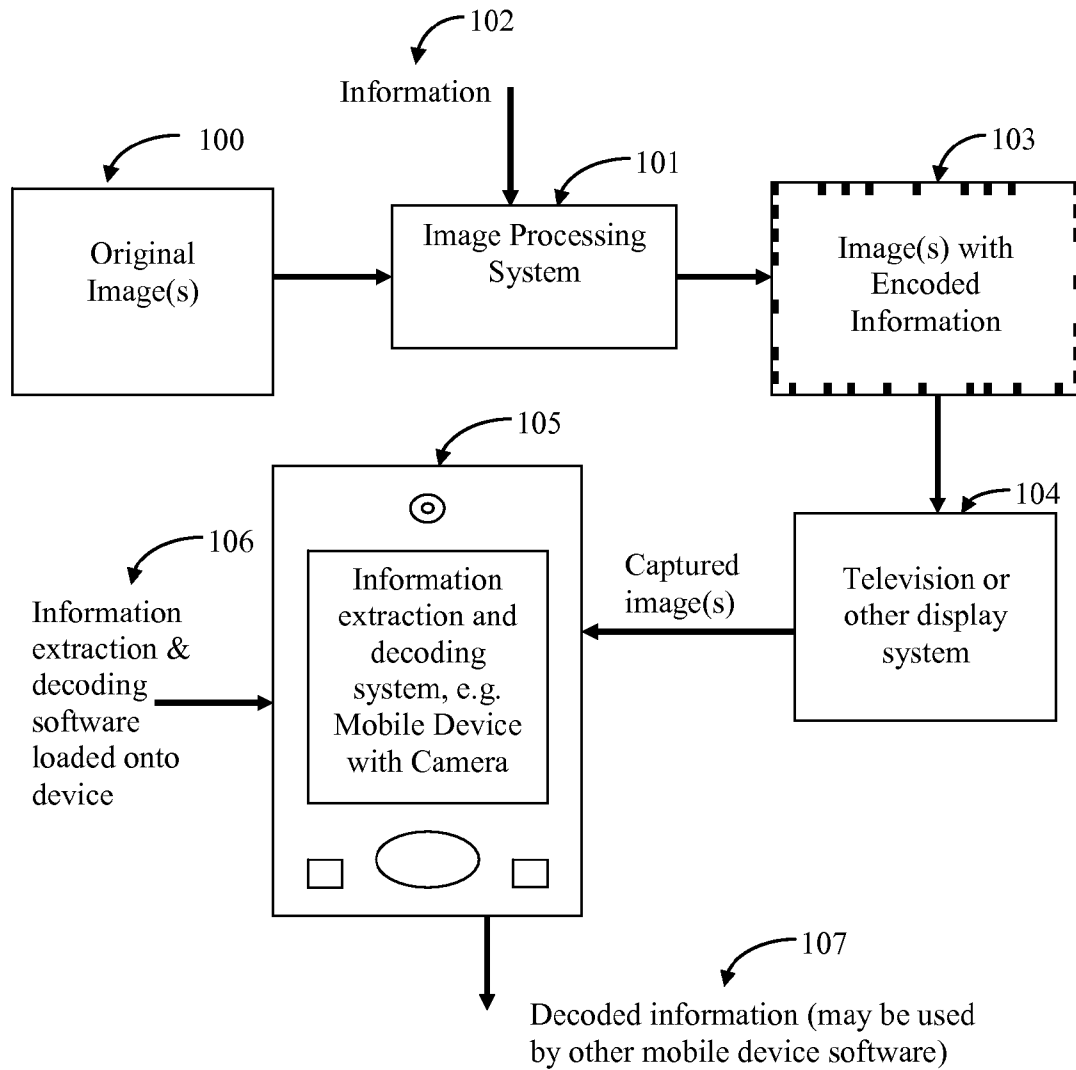 102
Information
100
101
103
Original
Image(s)
Image Processing
System
Image(s) with
Encoded
Information
105
104
106
Captured
image(s)
Television or
other display
system
Information
extraction &
decoding
software
loaded onto
device
Information
extraction and
decoding
system, e.g.
Mobile Device
with Camera
107
Decoded information (may be used
by other mobile device software)